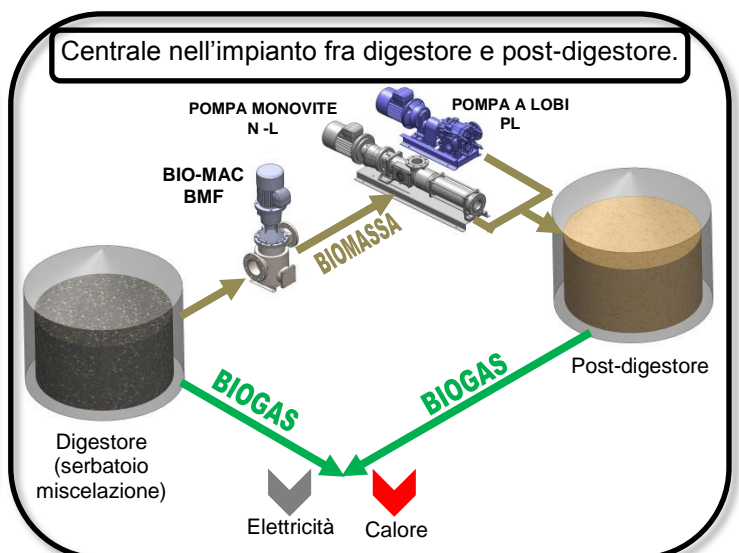 Centrale nell'impianto fra digestore e post-digestore.
POMPA MONOVITE
N -L
POMPA A LOBI
PL
BIO-MAC
BMF
BIOMASSA
BIOGAS
BIOGAS
Post-digestore
Digestore
(serbatoio
miscelazione)
Elettricità
Calore